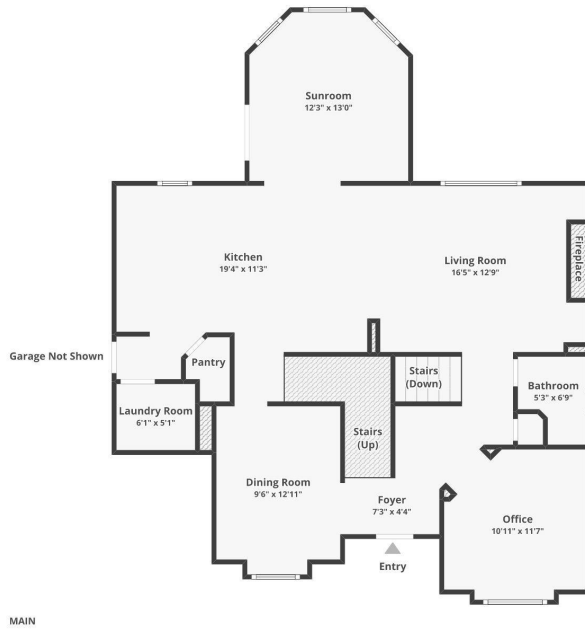 Sunroom
12'3" x 13'0"
Kitchen
19'4" x 11'3"
Living Room
16'5" x 12'9"
Fireplace
Garage Not Shown
Pantry
Stairs
(Down)
Bathroom
5'3" x 6'9"
Laundry Room
6'1" x 5'1"
Stairs
(Up)
Dining Room
9'6" x 12'11"
Foyer
7'3" x 4'4"
Office
10'11" x 11'7"
Entry
MAIN